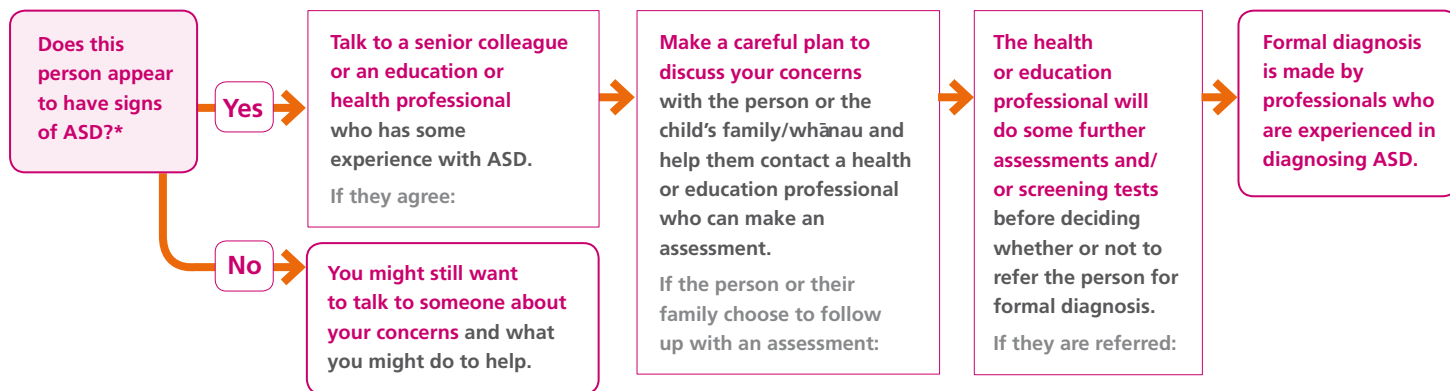 Does this
person appear
to have signs
of ASD?*
Yes
Talk to a senior colleague
or an education or
health professional
who has some
experience with ASD.
If they agree:
Make a careful plan to
discuss your concerns
with the person or the
child’s family/whānau and
help them contact a health
or education professional
who can make an
assessment.
If the person or their
family choose to follow
up with an assessment:
The health
or education
professional will
do some further
assessments and/
or screening tests
before deciding
whether or not to
refer the person for
formal diagnosis.
If they are referred:
Formal diagnosis
is made by
professionals who
are experienced in
diagnosing ASD.
No
You might still want
to talk to someone about
your concerns and what
you might do to help.